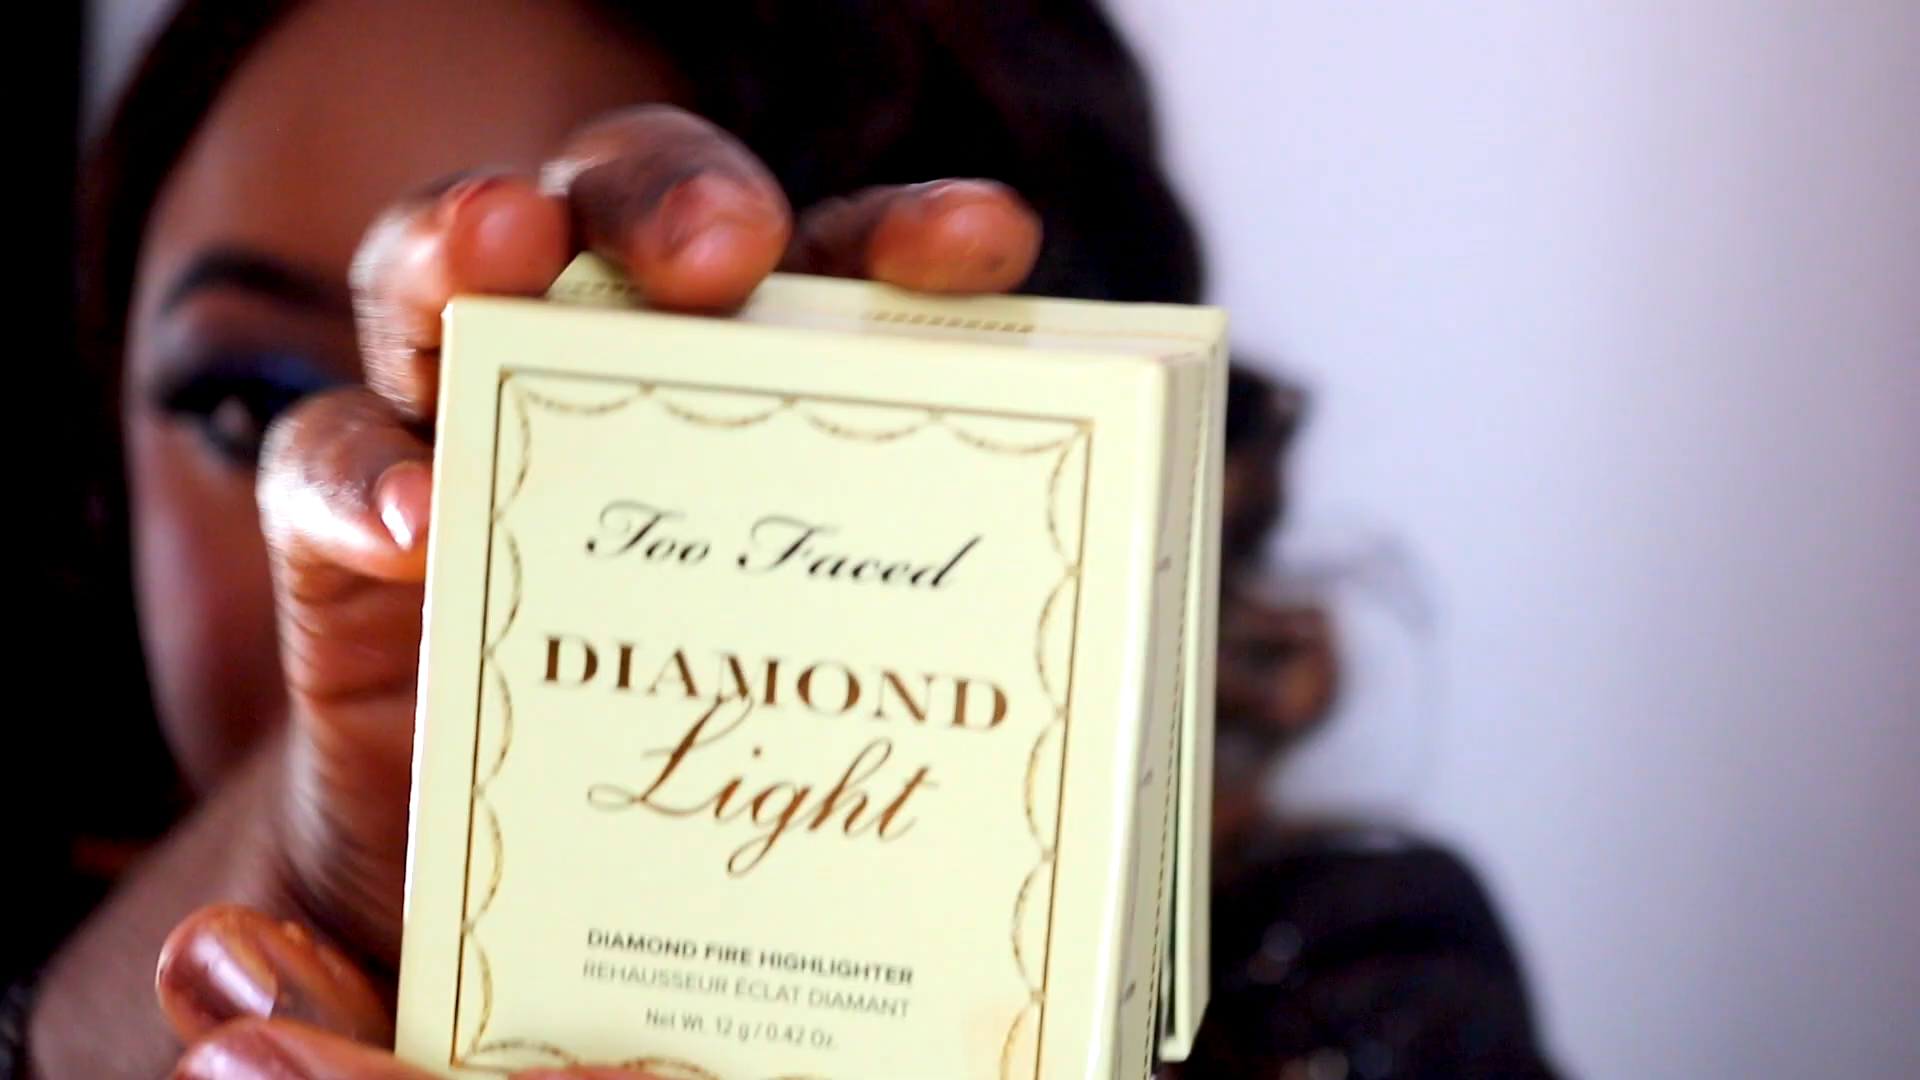 Too Faced
DIAMOND
Light
DIAMOND FIRE HIGHLIGHTER
REHAUSSEUR ÉCLAT DIAMANT
Net Wt. 12 g / 0.42 Oz.